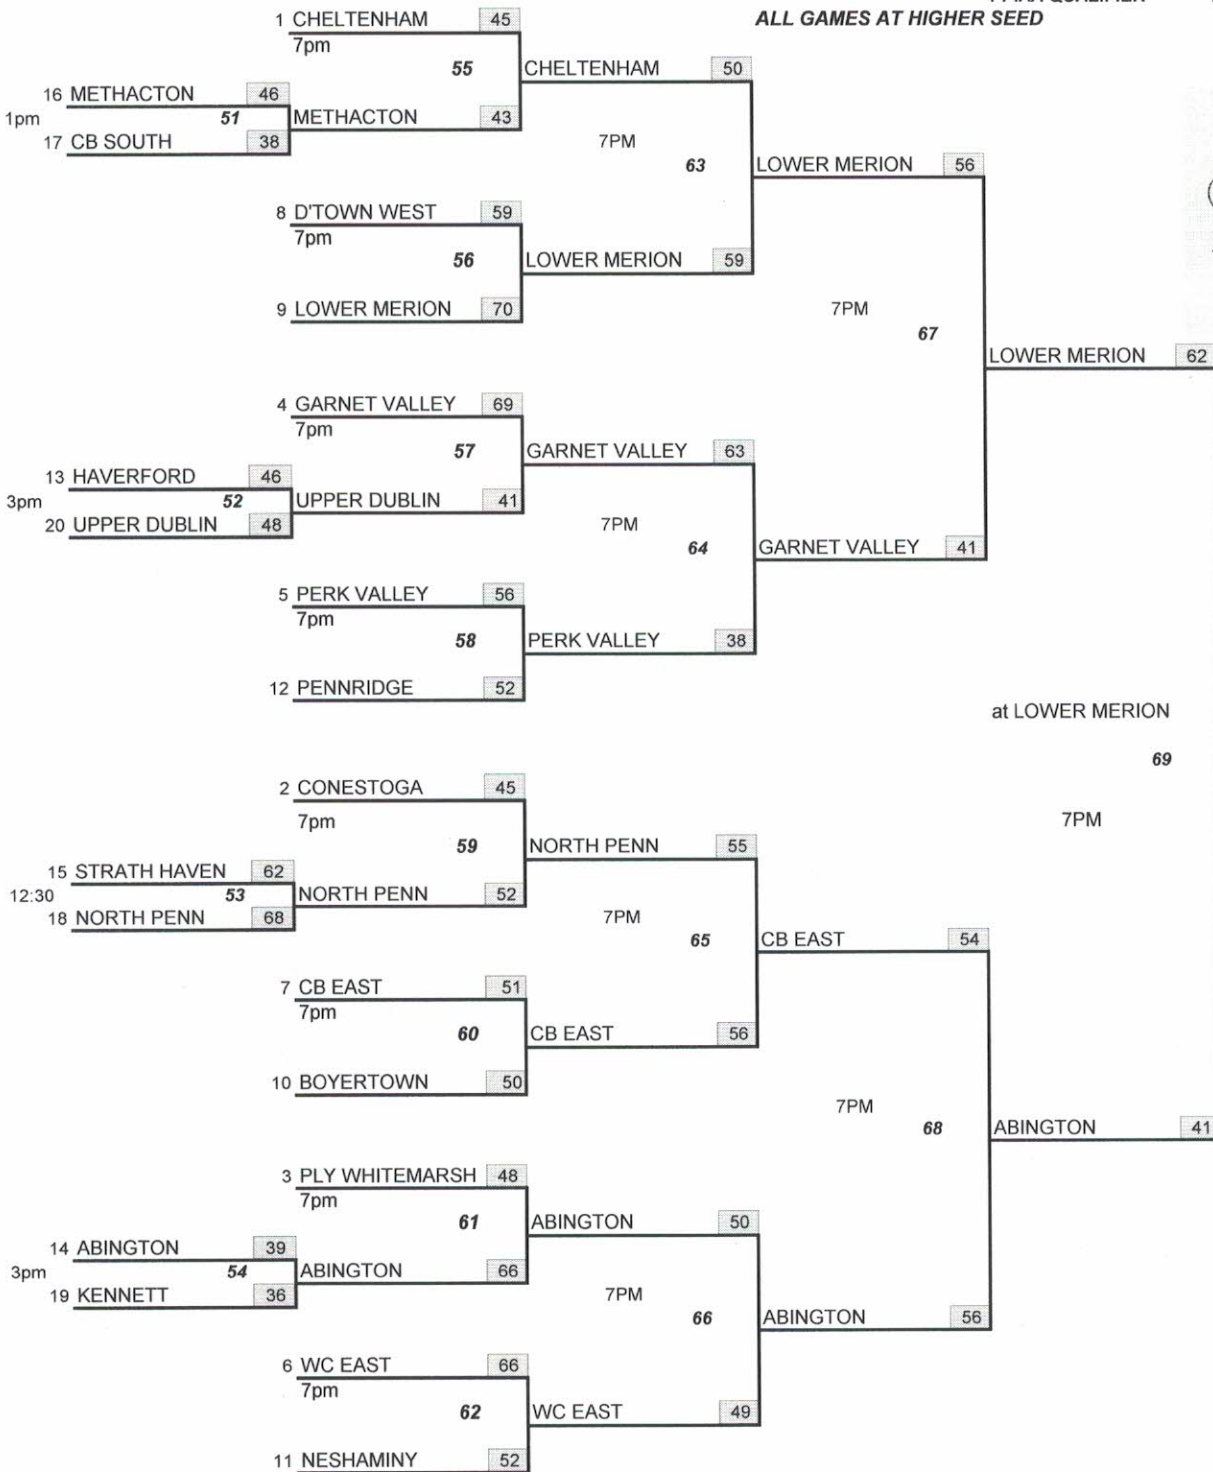 ALL GAMES AT HIGHER SEED
1 CHELTENHAM 45
7pm
55
CHELTENHAM 50
16 METHACTON 46
1pm
51
METHACTON 43
17 CB SOUTH 38
7PM
63
LOWER MERION 56
8 D'TOWN WEST 59
7pm
56
LOWER MERION 59
9 LOWER MERION 70
7PM
67
LOWER MERION 62
4 GARNET VALLEY 69
7pm
57
GARNET VALLEY 63
13 HAVERFORD 46
3pm
52
UPPER DUBLIN 41
20 UPPER DUBLIN 48
7PM
64
GARNET VALLEY 41
5 PERK VALLEY 56
7pm
58
PERK VALLEY 38
12 PENNRIDGE 52
at LOWER MERION
69
7PM
2 CONESTOGA 45
7pm
59
NORTH PENN 55
15 STRATH HAVEN 62
12:30
53
NORTH PENN 52
18 NORTH PENN 68
7PM
65
CB EAST 54
7 CB EAST 51
7pm
60
CB EAST 56
10 BOYERTOWN 50
7PM
68
ABINGTON 41
3 PLY WHITEMARSH 48
7pm
61
ABINGTON 50
14 ABINGTON 39
3pm
54
ABINGTON 66
19 KENNETT 36
7PM
66
ABINGTON 56
6 WC EAST 66
7pm
62
WC EAST 49
11 NESHAMINY 52